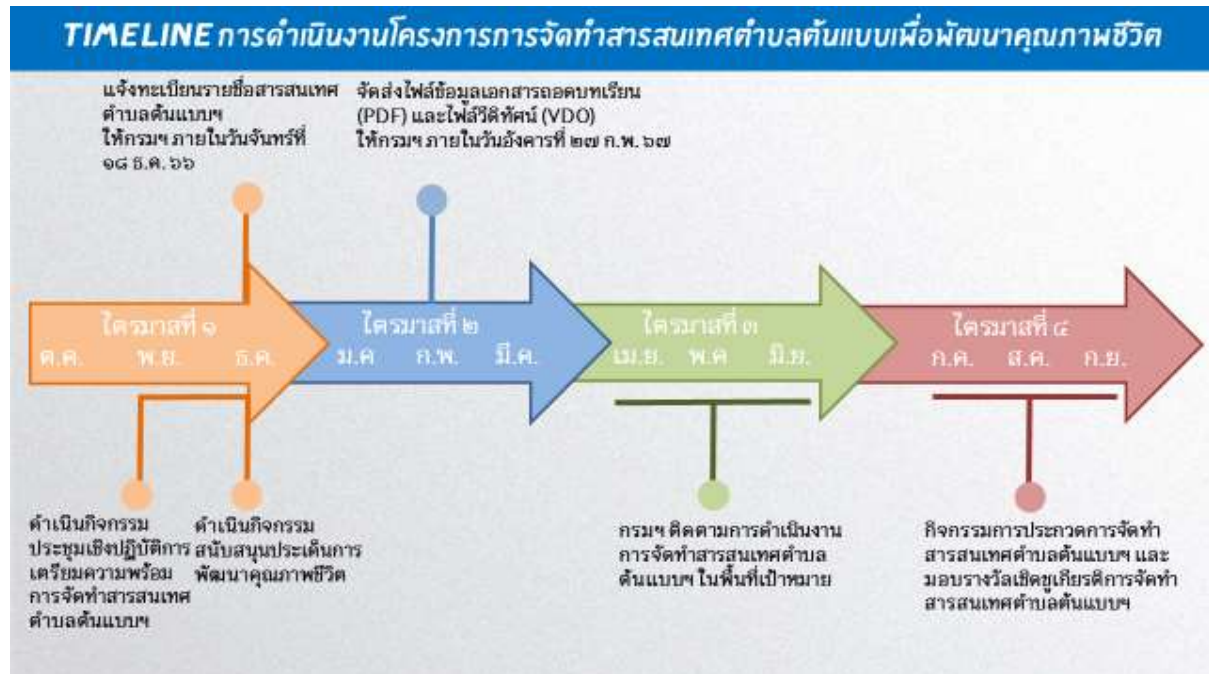 TIMELINE การดำเนินงานโครงการการจัดทำสารสนเทศตำบลต้นแบบเพื่อพัฒนาคุณภาพชีวิต
แจ้งทะเบียนรายชื่อสารสนเทศ
ตำบลต้นแบบฯ
ให้กรมฯ ภายในวันจันทร์ที่
๑๘ ธ.ค. ๖๖
จัดส่งไฟล์ข้อมูลเอกสารถอดบทเรียน
(PDF) และไฟล์วีดิทัศน์ (VDO)
ให้กรมฯ ภายในวันอังคารที่ ๒๗ ก.พ. ๖๗
ไตรมาสที่ ๑
ต.ค. พ.ย. ธ.ค.
ไตรมาสที่ ๒
ม.ค ก.พ. มี.ค.
ไตรมาสที่ ๓
เม.ย. พ.ค มิ.ย.
ไตรมาสที่ ๔
ก.ค. ส.ค. ก.ย.
ดำเนินกิจกรรม
ประชุมเชิงปฏิบัติการ
เตรียมความพร้อม
การจัดทำสารสนเทศ
ตำบลต้นแบบฯ
ดำเนินกิจกรรม
สนับสนุนประเด็นการ
พัฒนาคุณภาพชีวิต
กรมฯ ติดตามการดำเนินงาน
การจัดทำสารสนเทศตำบล
ต้นแบบฯ ในพื้นที่เป้าหมาย
กิจกรรมการประกวดการจัดทำ
สารสนเทศตำบลต้นแบบฯ และ
มอบรางวัลเชิดชูเกียรติการจัดทำ
สารสนเทศตำบลต้นแบบฯ